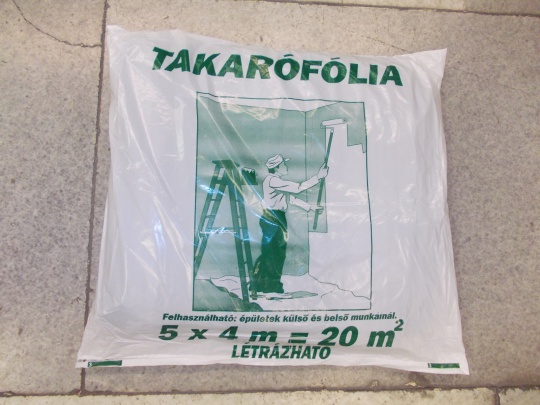 TAKARÓFÓLIA
Felhasználható: épületek külső és belső munkáinál.
5 x 4 m = 20 m²
LÉTRÁZHATÓ